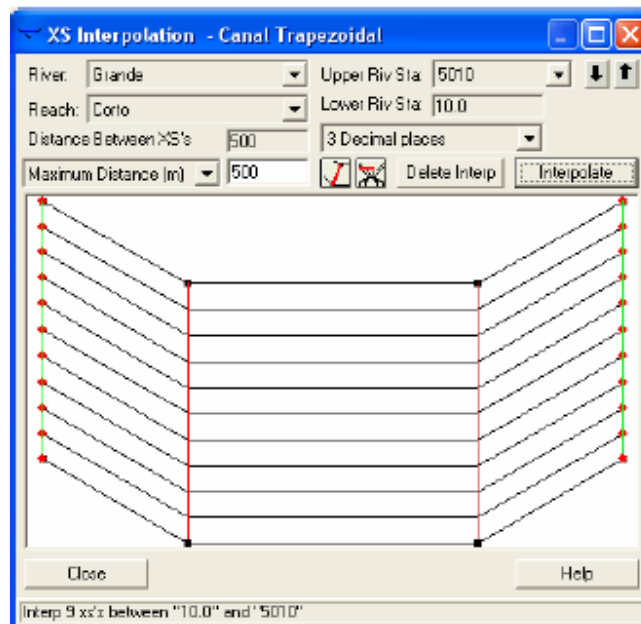 XS Interpolation - Canal Trapezoidal
River: Grande
Upper Riv Sta: 5010
Reach: Corto
Lower Riv Sta: 10.0
Distance Between XS's 500
3 Decimal places
Maximum Distance (m) 500
Delete Interp
Interpolate
Close
Help
Interp 9 xs's between "10.0" and "5010"